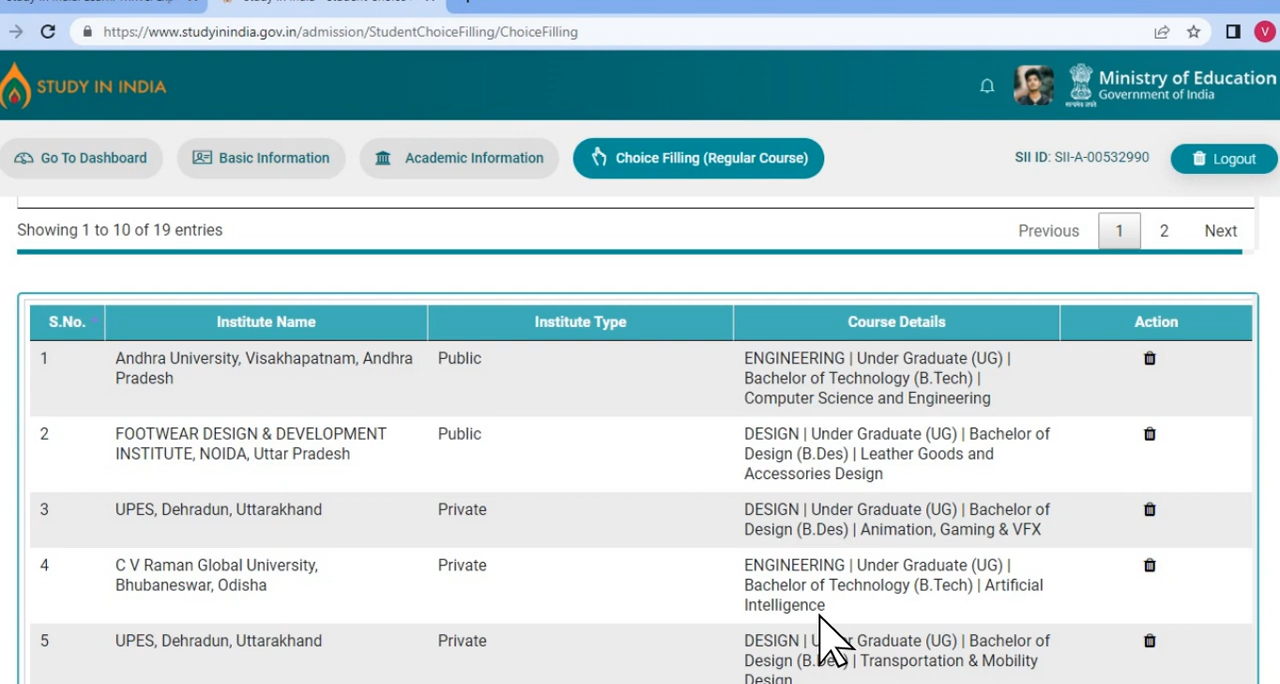 https://www.studyinindia.gov.in/admission/StudentChoiceFilling/ChoiceFilling
V
STUDY IN INDIA
Ministry of Education
Government of India
Go To Dashboard
Basic Information
Academic Information
Choice Filling (Regular Course)
SII ID: SII-A-00532990
Logout
Showing 1 to 10 of 19 entries
Previous 1 2 Next
S.No. Institute Name Institute Type Course Details Action
1 Andhra University, Visakhapatnam, Andhra Public ENGINEERING | Under Graduate (UG) |
Pradesh Bachelor of Technology (B.Tech) |
Computer Science and Engineering
2 FOOTWEAR DESIGN & DEVELOPMENT Public DESIGN | Under Graduate (UG) | Bachelor of
INSTITUTE, NOIDA, Uttar Pradesh Design (B.Des) | Leather Goods and
Accessories Design
3 UPES, Dehradun, Uttarakhand Private DESIGN | Under Graduate (UG) | Bachelor of
Design (B.Des) | Animation, Gaming & VFX
4 C V Raman Global University, Private ENGINEERING | Under Graduate (UG) |
Bhubaneswar, Odisha Bachelor of Technology (B.Tech) | Artificial
Intelligence
5 UPES, Dehradun, Uttarakhand Private DESIGN | Under Graduate (UG) | Bachelor of
Design (B.Des) | Transportation & Mobility
Design